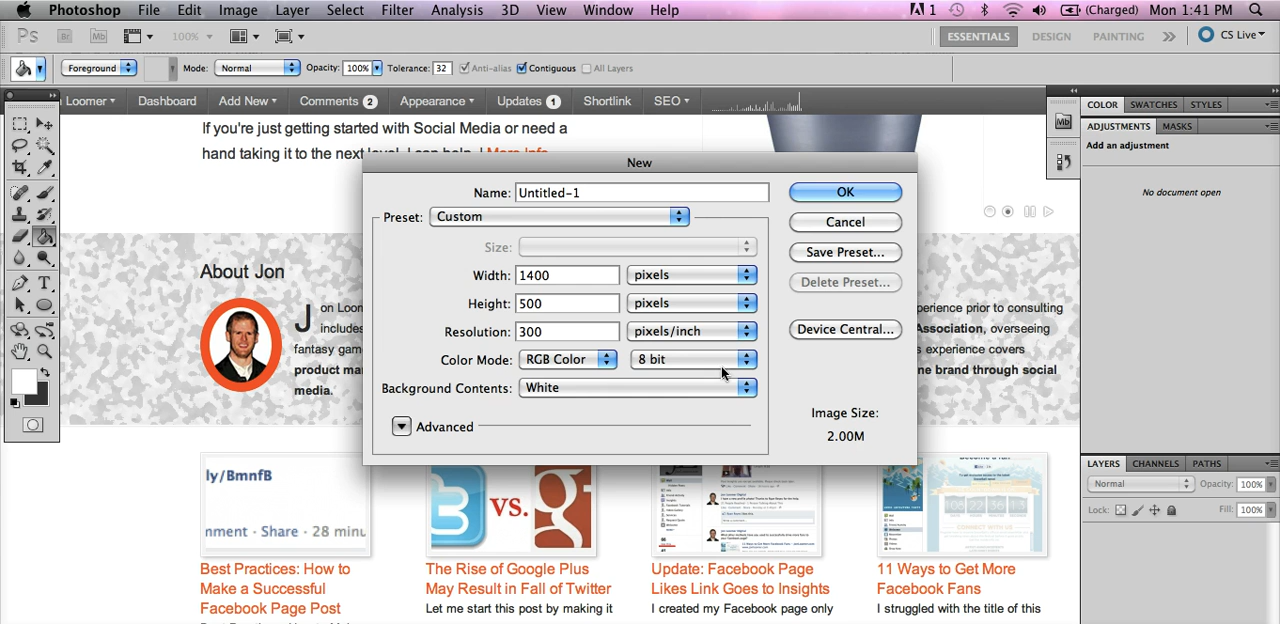 Photoshop File Edit Image Layer Select Filter Analysis 3D View Window Help 1 (Charged) Mon 1:41 PM
Ps Br Mb 100% ESSENTIALS DESIGN PAINTING CS Live
Foreground Mode: Normal Opacity: 100% Tolerance: 32 Anti-alias Contiguous All Layers
Loomer Dashboard Add New Comments 2 Appearance Updates 1 Shortlink SEO
If you're just getting started with Social Media or need a
hand taking it to the next level, I can help. | More Info
New
Name: Untitled-1
Preset: Custom
Size:
Width: 1400 pixels
Height: 500 pixels
Resolution: 300 pixels/inch
Color Mode: RGB Color 8 bit
Background Contents: White
Advanced
OK
Cancel
Save Preset...
Delete Preset...
Device Central...
Image Size:
2.00M
Mb
COLOR SWATCHES STYLES
ADJUSTMENTS MASKS
Add an adjustment
No document open
About Jon
Jon Loom
includes
fantasy gam
product ma
media.
perience prior to consulting
Association, overseeing
s experience covers
ne brand through social
LAYERS CHANNELS PATHS
Normal Opacity: 100%
Lock: Fill: 100%
ly/BmnfB
nment · Share · 28 minu
VS.
Best Practices: How to
Make a Successful
Facebook Page Post
The Rise of Google Plus
May Result in Fall of Twitter
Let me start this post by making it
Update: Facebook Page
Likes Link Goes to Insights
I created my Facebook page only
11 Ways to Get More
Facebook Fans
I struggled with the title of this